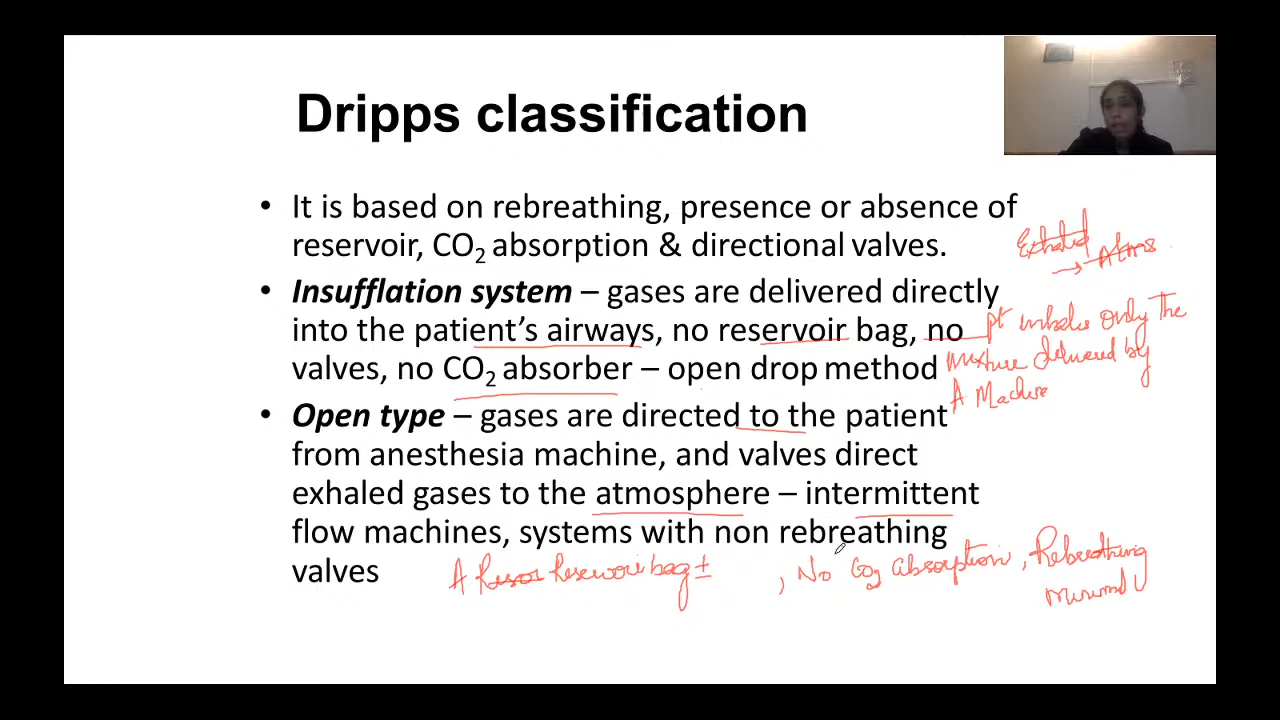 Dripps classification
• It is based on rebreathing, presence or absence of
reservoir, CO2 absorption & directional valves.
Exhaled
→ Atmos
• Insufflation system – gases are delivered directly
into the patient's airways, no reservoir bag, no
valves, no CO2 absorber – open drop method
pt inhales only the
mixture delivered by
A Machine
• Open type – gases are directed to the patient
from anesthesia machine, and valves direct
exhaled gases to the atmosphere – intermittent
flow machines, systems with non rebreathing
valves
A Reservoir bag ± , No CO2 absorption, Rebreathing
minimal